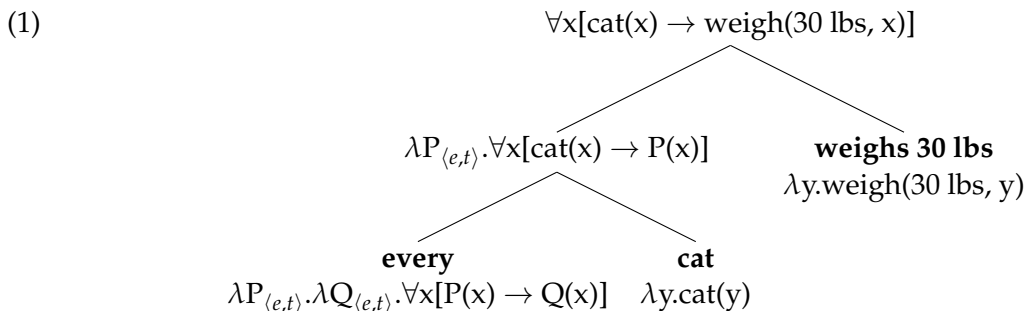 (1)
∀x[cat(x) → weigh(30 lbs, x)]
λP⟨e,t⟩.∀x[cat(x) → P(x)]
weighs 30 lbs
λy.weigh(30 lbs, y)
every
cat
λP⟨e,t⟩.λQ⟨e,t⟩.∀x[P(x) → Q(x)]
λy.cat(y)